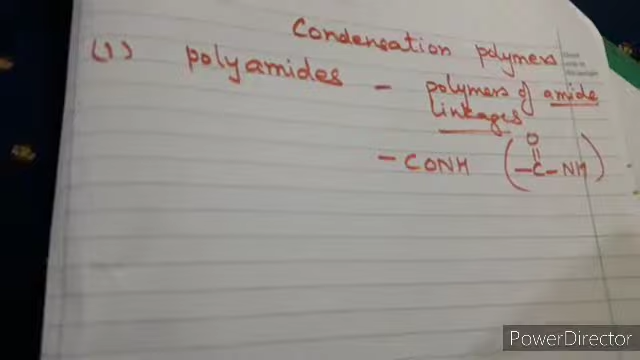 Condensation polymers
(1) polyamides - polymers of amide
linkages
- CONH ( O
|| 
-C-NH )
PowerDirector